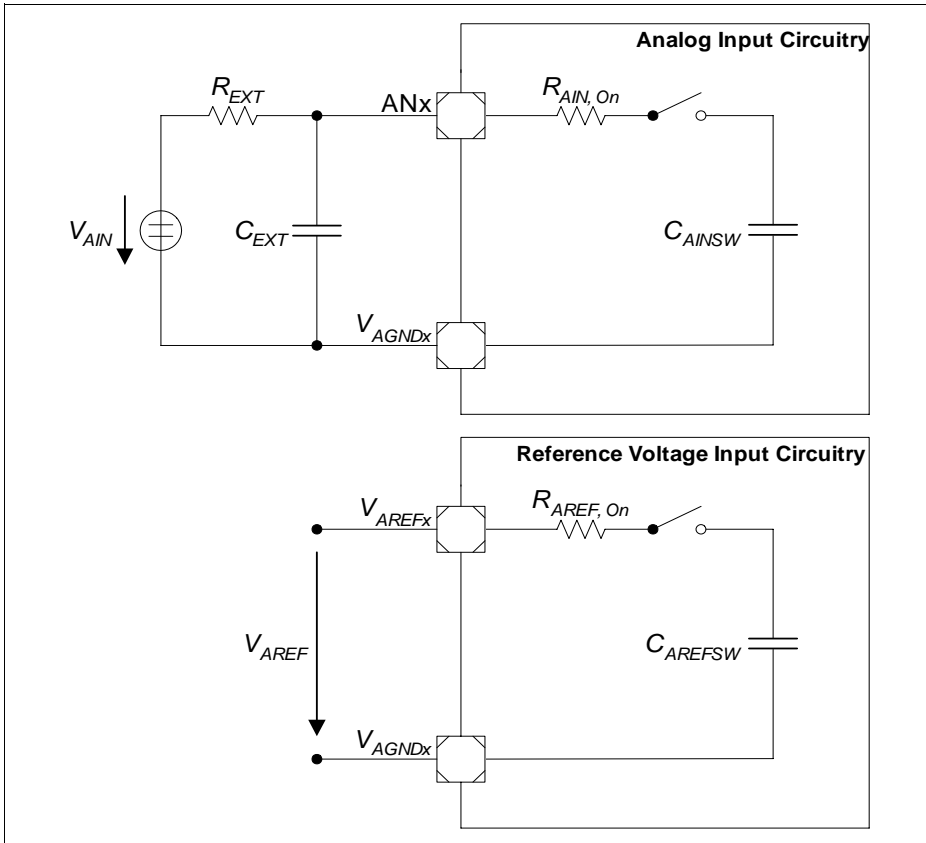 Analog Input Circuitry
R_EXT
ANx
R_AIN, On
V_AIN
C_EXT
C_AINSW
V_AGNDx
Reference Voltage Input Circuitry
V_AREFx
R_AREF, On
V_AREF
C_AREFSW
V_AGNDx